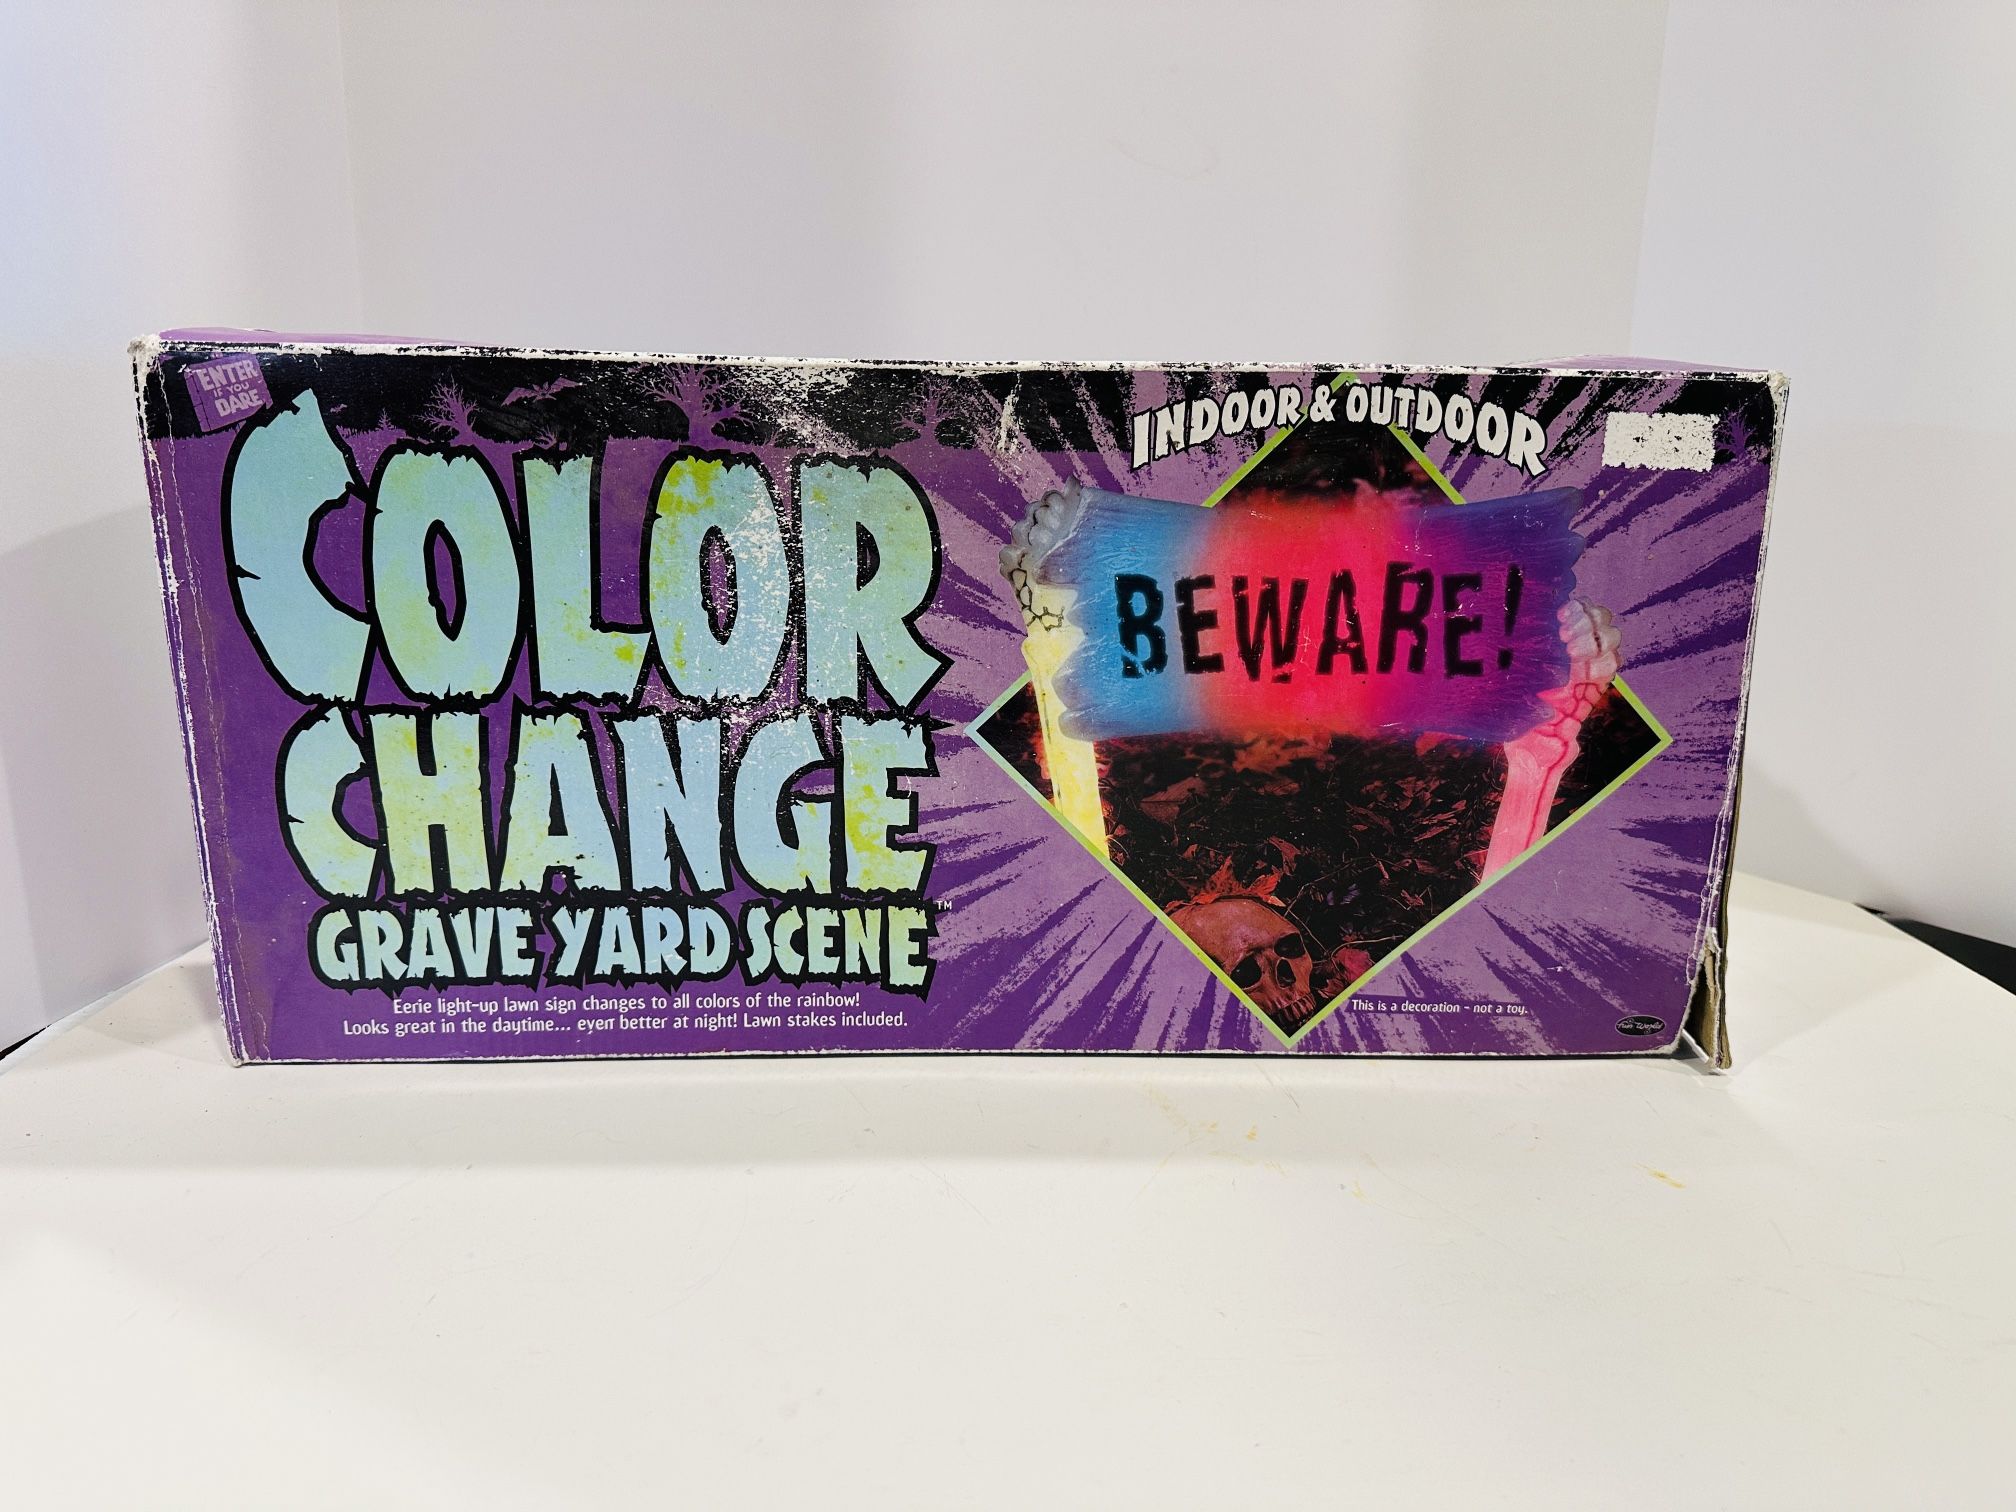 ENTER
IF YOU
DARE
COLOR
CHANGE
GRAVE YARD SCENE™
Eerie light-up lawn sign changes to all colors of the rainbow!
Looks great in the daytime... even better at night! Lawn stakes included.
INDOOR & OUTDOOR
BEWARE!
This is a decoration - not a toy.
Fun World